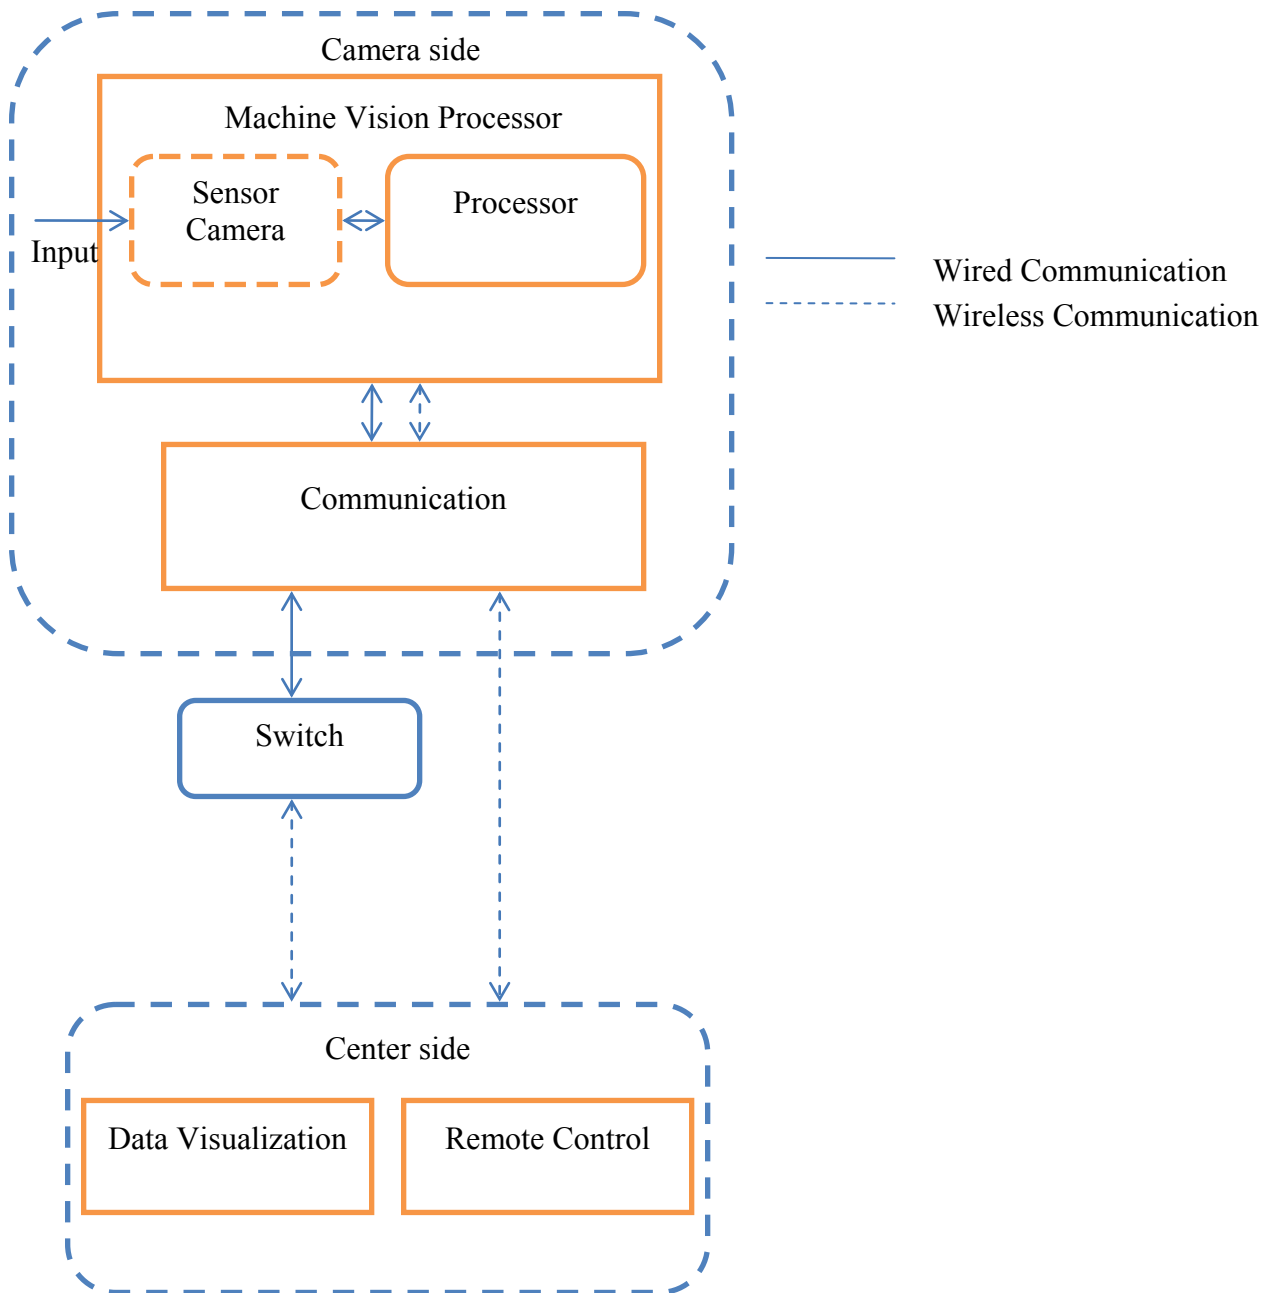 Camera side
Machine Vision Processor
Sensor
Camera
Processor
Input
Wired Communication
Wireless Communication
Communication
Switch
Center side
Data Visualization
Remote Control